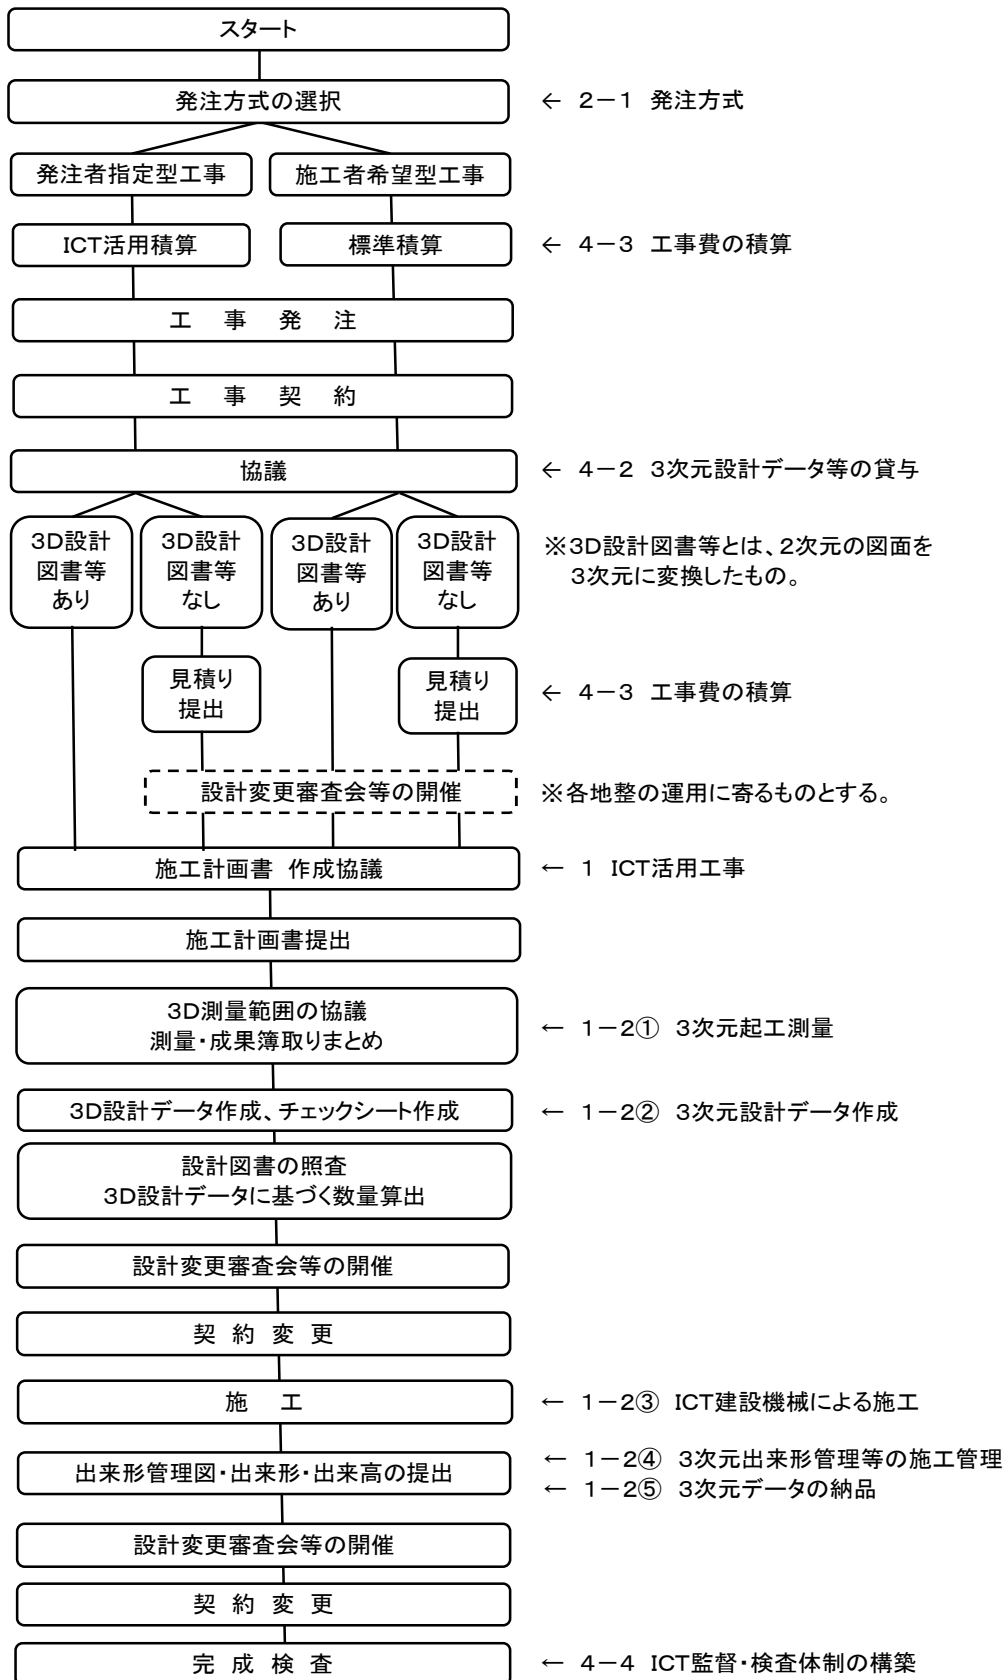 スタート
発注方式の選択
← 2－1 発注方式
発注者指定型工事
施工者希望型工事
ICT活用積算
標準積算
← 4－3 工事費の積算
工 事 発 注
工 事 契 約
協議
← 4－2 3次元設計データ等の貸与
3D設計
図書等
あり
3D設計
図書等
なし
3D設計
図書等
あり
3D設計
図書等
なし
※3D設計図書等とは、2次元の図面を
3次元に変換したもの。
見積り
提出
見積り
提出
← 4－3 工事費の積算
設計変更審査会等の開催
※各地整の運用に寄るものとする。
施工計画書 作成協議
← 1 ICT活用工事
施工計画書提出
3D測量範囲の協議
測量・成果簿取りまとめ
← 1－2① 3次元起工測量
3D設計データ作成、チェックシート作成
← 1－2② 3次元設計データ作成
設計図書の照査
3D設計データに基づく数量算出
設計変更審査会等の開催
契 約 変 更
施 工
← 1－2③ ICT建設機械による施工
出来形管理図・出来形・出来高の提出
← 1－2④ 3次元出来形管理等の施工管理
← 1－2⑤ 3次元データの納品
設計変更審査会等の開催
契 約 変 更
完 成 検 査
← 4－4 ICT監督・検査体制の構築